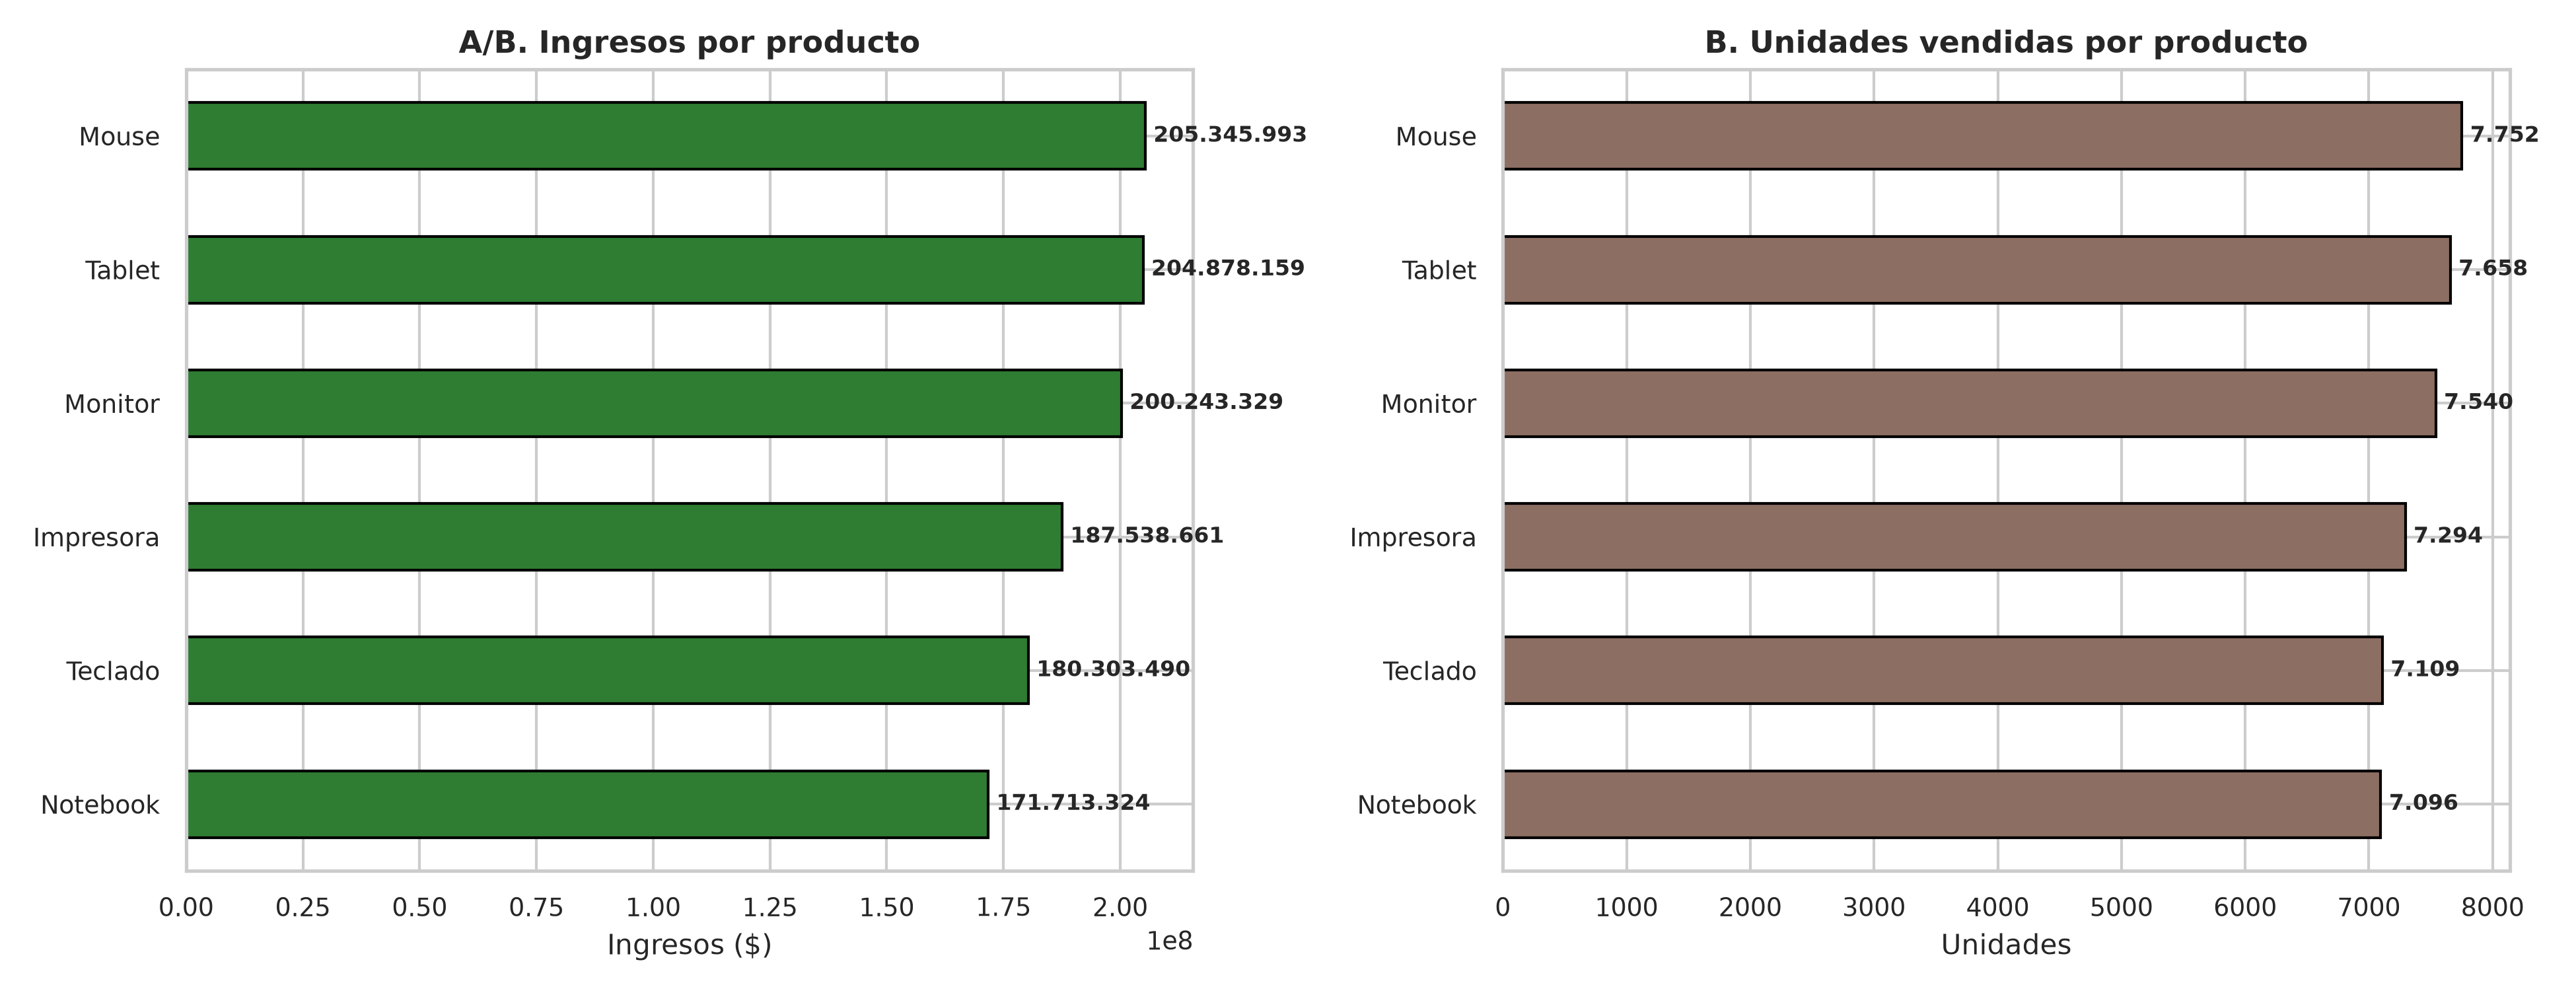 A/B. Ingresos por producto
Mouse 205.345.993
Tablet 204.878.159
Monitor 200.243.329
Impresora 187.538.661
Teclado 180.303.490
Notebook 171.713.324
0.00 0.25 0.50 0.75 1.00 1.25 1.50 1.75 2.00
1e8
Ingresos ($)
B. Unidades vendidas por producto
Mouse 7.752
Tablet 7.658
Monitor 7.540
Impresora 7.294
Teclado 7.109
Notebook 7.096
0 1000 2000 3000 4000 5000 6000 7000 8000
Unidades